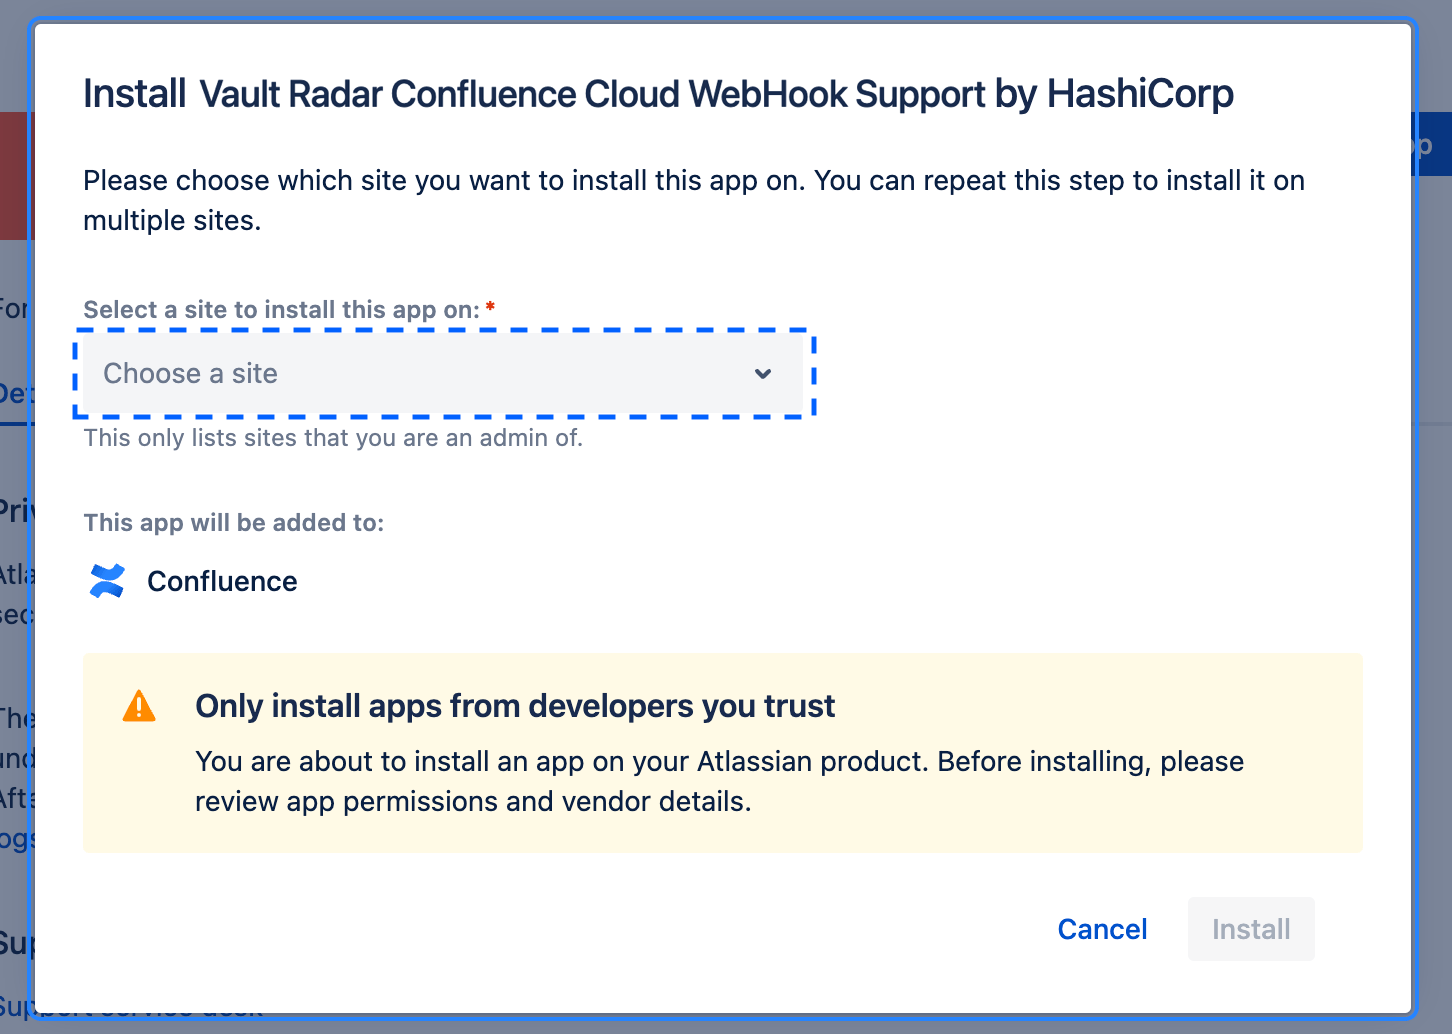 Install Vault Radar Confluence Cloud WebHook Support by HashiCorp
Please choose which site you want to install this app on. You can repeat this step to install it on
multiple sites.
Select a site to install this app on: *
Choose a site
This only lists sites that you are an admin of.
This app will be added to:
Confluence
Only install apps from developers you trust
You are about to install an app on your Atlassian product. Before installing, please
review app permissions and vendor details.
Cancel
Install